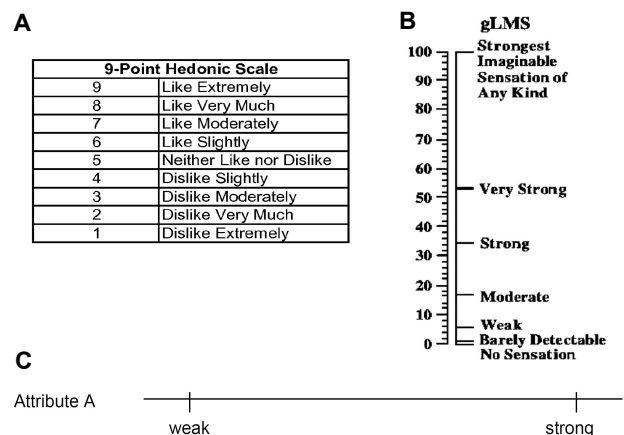 A
9-Point Hedonic Scale
9 Like Extremely
8 Like Very Much
7 Like Moderately
6 Like Slightly
5 Neither Like nor Dislike
4 Dislike Slightly
3 Dislike Moderately
2 Dislike Very Much
1 Dislike Extremely
B
gLMS
100
90
80
70
60
50
40
30
20
10
0
Strongest
Imaginable
Sensation of
Any Kind
Very Strong
Strong
Moderate
Weak
Barely Detectable
No Sensation
C
Attribute A
weak strong